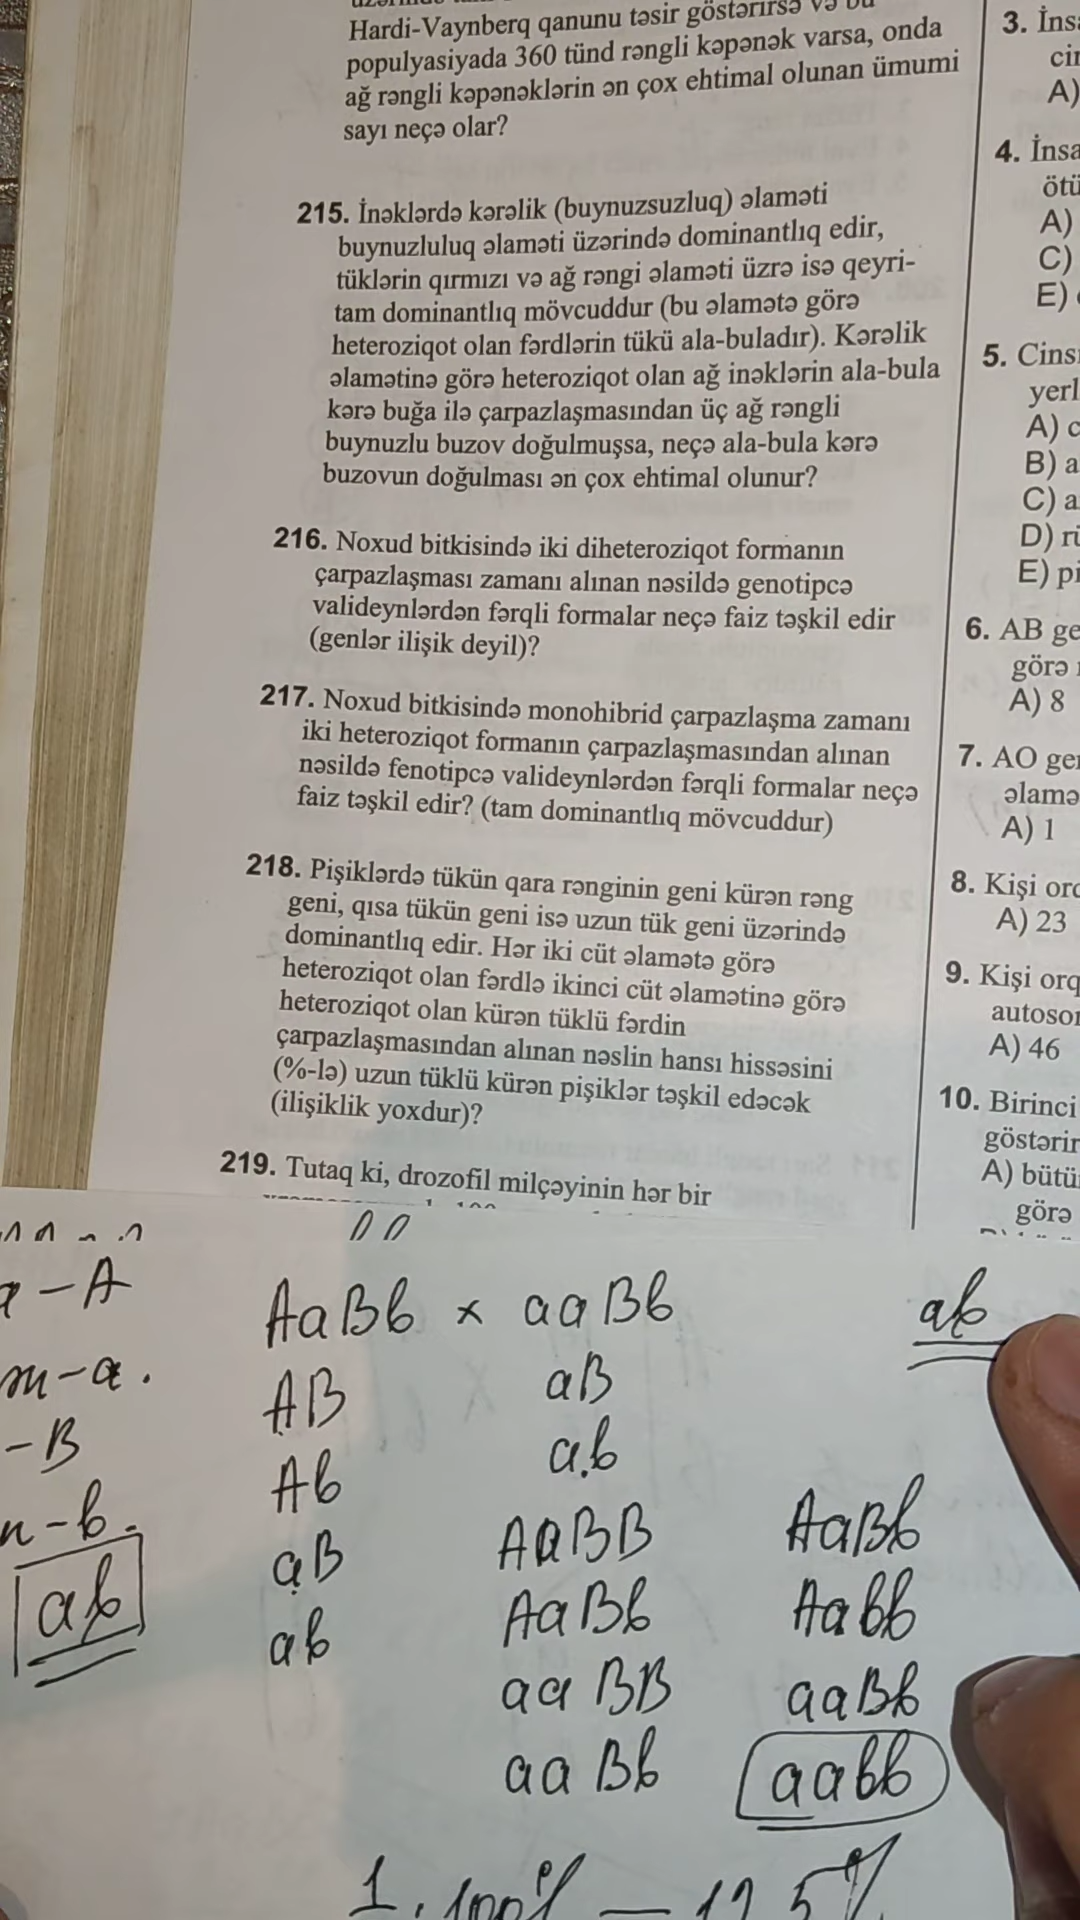 Hardi-Vaynberq qanunu təsir göstərirsə və bu
populyasiyada 360 tünd rəngli kəpənək varsa, onda
ağ rəngli kəpənəklərin ən çox ehtimal olunan ümumi
sayı neçə olar?
215. İnəklərdə kərəlik (buynuzsuzluq) əlaməti
buynuzluluq əlaməti üzərində dominantlıq edir,
tüklərin qırmızı və ağ rəngi əlaməti üzrə isə qeyri-
tam dominantlıq mövcuddur (bu əlamətə görə
heteroziqot olan fərdlərin tükü ala-buladır). Kərəlik
əlamətinə görə heteroziqot olan ağ inəklərin ala-bula
kərə buğa ilə çarpazlaşmasından üç ağ rəngli
buynuzlu buzov doğulmuşsa, neçə ala-bula kərə
buzovun doğulması ən çox ehtimal olunur?
216. Noxud bitkisində iki diheteroziqot formanın
çarpazlaşması zamanı alınan nəsildə genotipcə
valideynlərdən fərqli formalar neçə faiz təşkil edir
(genlər ilişik deyil)?
217. Noxud bitkisində monohibrid çarpazlaşma zamanı
iki heteroziqot formanın çarpazlaşmasından alınan
nəsildə fenotipcə valideynlərdən fərqli formalar neçə
faiz təşkil edir? (tam dominantlıq mövcuddur)
218. Pişiklərdə tükün qara rənginin geni kürən rəng
geni, qısa tükün geni isə uzun tük geni üzərində
dominantlıq edir. Hər iki cüt əlamətə görə
heteroziqot olan fərdlə ikinci cüt əlamətinə görə
heteroziqot olan kürən tüklü fərdin
çarpazlaşmasından alınan nəslin hansı hissəsini
(%-lə) uzun tüklü kürən pişiklər təşkil edəcək
(ilişiklik yoxdur)?
219. Tutaq ki, drozofil milçəyinin hər bir
3.
A)
4.
A)
C)
E)
5.
A)
B) a
C) a
D)
E)
6. AB
görə
A) 8
7. AO
A) 1
8. Kişi
A) 23
9. Kişi
A) 46
10. Birinci
A)
görə
– A
m – a.
– B
– b.
ab
AaBb × aaBb
AB aB
Ab ab
aB
ab
AaBB AaBb
AaBb Aabb
aaBB aaBb
aaBb aabb
ab
1. 100% – 12,5%